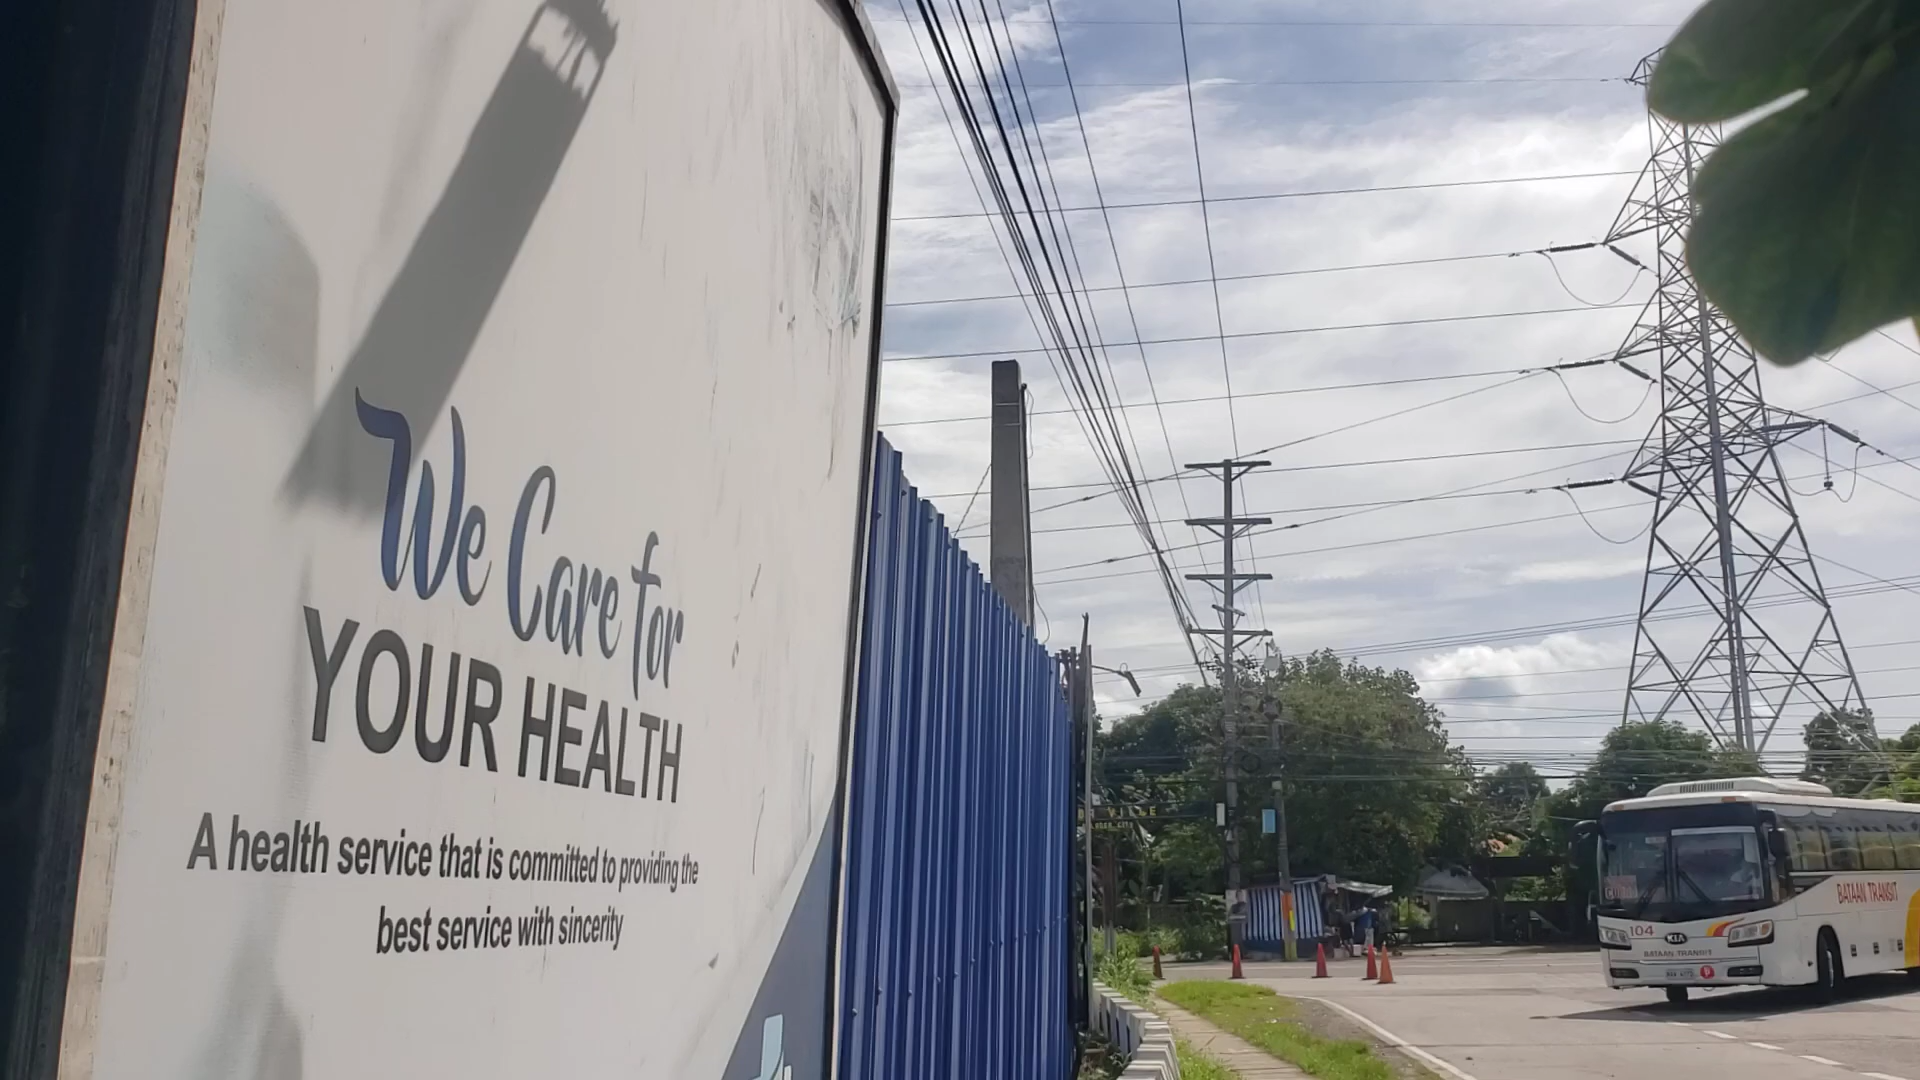 We Care for
YOUR HEALTH
A health service that is committed to providing the
best service with sincerity
BATAAN TRANSIT
104
KIA
BATAAN TRANSIT